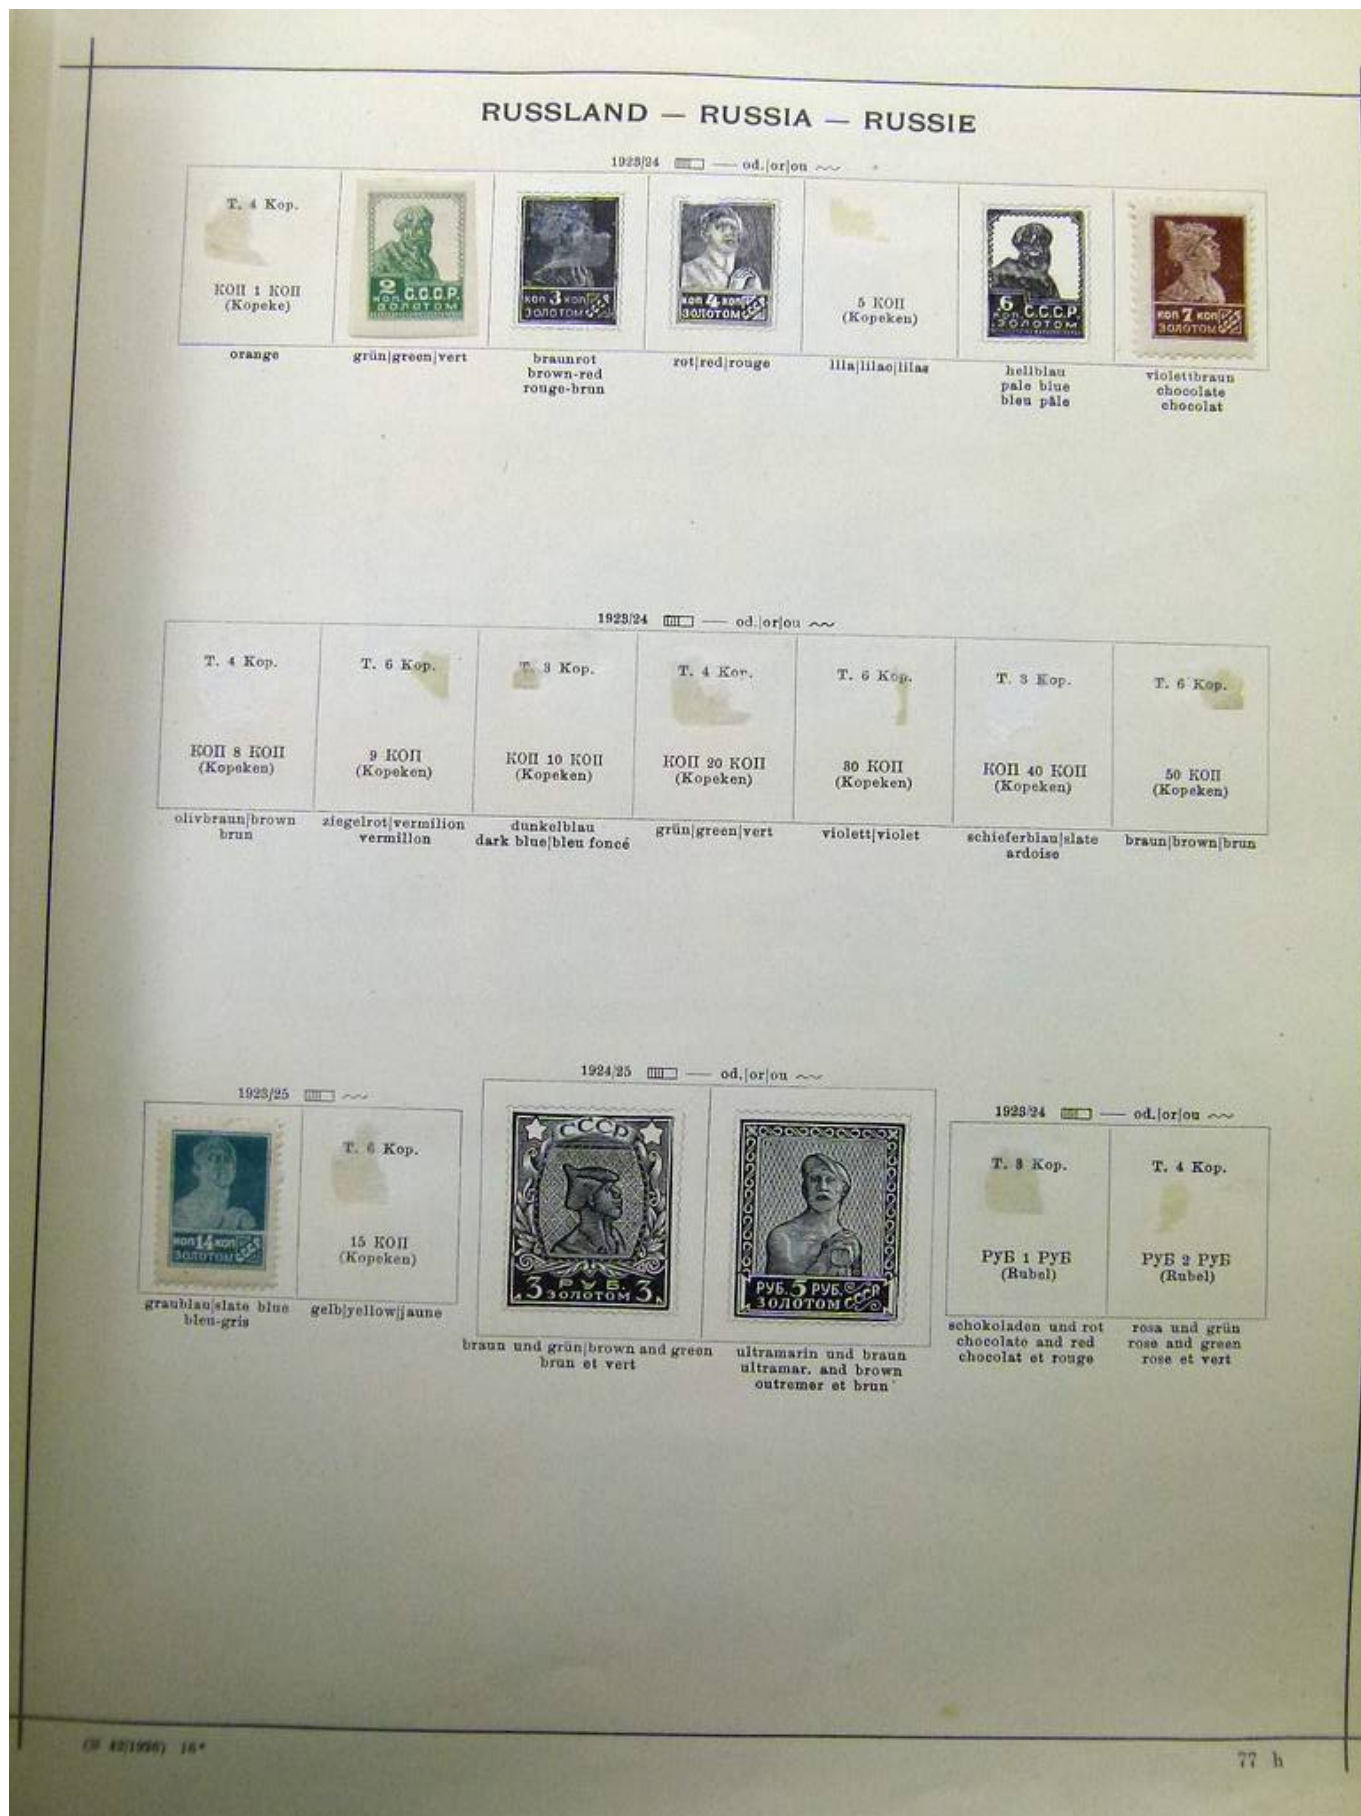 RUSSLAND — RUSSIA — RUSSIE
1923/24 — od.|or|ou
T. 4 Kop.
КОП 1 КОП
(Kopeke)
orange
2 С.С.С.Р.
КОП. ЗОЛОТОМ
grün|green|vert
КОП 3 КОП
ЗОЛОТОМ СССР
braunrot
brown-red
rouge-brun
КОП 4 КОП
ЗОЛОТОМ СССР
rot|red|rouge
5 КОП
(Kopeken)
lila|lilac|lilas
6 С.С.С.Р.
КОП. ЗОЛОТОМ
hellblau
pale blue
bleu pâle
КОП 7 КОП
ЗОЛОТОМ СССР
violettbraun
chocolate
chocolat
1923/24 — od.|or|ou
T. 4 Kop.
КОП 8 КОП
(Kopeken)
olivbraun|brown
brun
T. 6 Kop.
9 КОП
(Kopeken)
ziegelrot|vermilion
vermillon
T. 3 Kop.
КОП 10 КОП
(Kopeken)
dunkelblau
dark blue|bleu foncé
T. 4 Kop.
КОП 20 КОП
(Kopeken)
grün|green|vert
T. 6 Kop.
30 КОП
(Kopeken)
violett|violet
T. 3 Kop.
КОП 40 КОП
(Kopeken)
schieferblau|slate
ardoise
T. 6 Kop.
50 КОП
(Kopeken)
braun|brown|brun
1923/25
КОП 14 КОП
ЗОЛОТОМ СССР
graublau|slate blue
bleu-gris
T. 6 Kop.
15 КОП
(Kopeken)
gelb|yellow|jaune
1924/25 — od.|or|ou
СССР
3 РУБ 3
ЗОЛОТОМ
braun und grün|brown and green
brun et vert
РУБ. 5 РУБ.
ЗОЛОТОМ СССР
ultramarin und braun
ultramar. and brown
outremer et brun
1923/24 — od.|or|ou
T. 3 Kop.
РУБ 1 РУБ
(Rubel)
schokoladen und rot
chocolate and red
chocolat et rouge
T. 4 Kop.
РУБ 2 РУБ
(Rubel)
rosa und grün
rose and green
rose et vert
42/1926) 16*
77 h